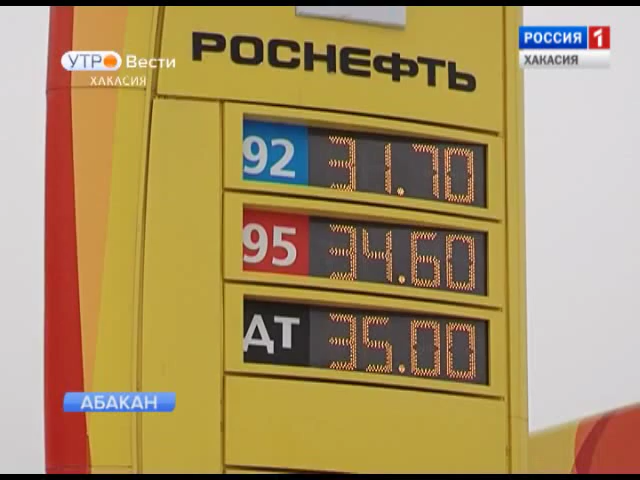 УТРО Вести
ХАКАСИЯ
РОССИЯ 1
ХАКАСИЯ
РОСНЕФТЬ
92 31.70
95 34.60
ДТ 35.00
АБАКАН